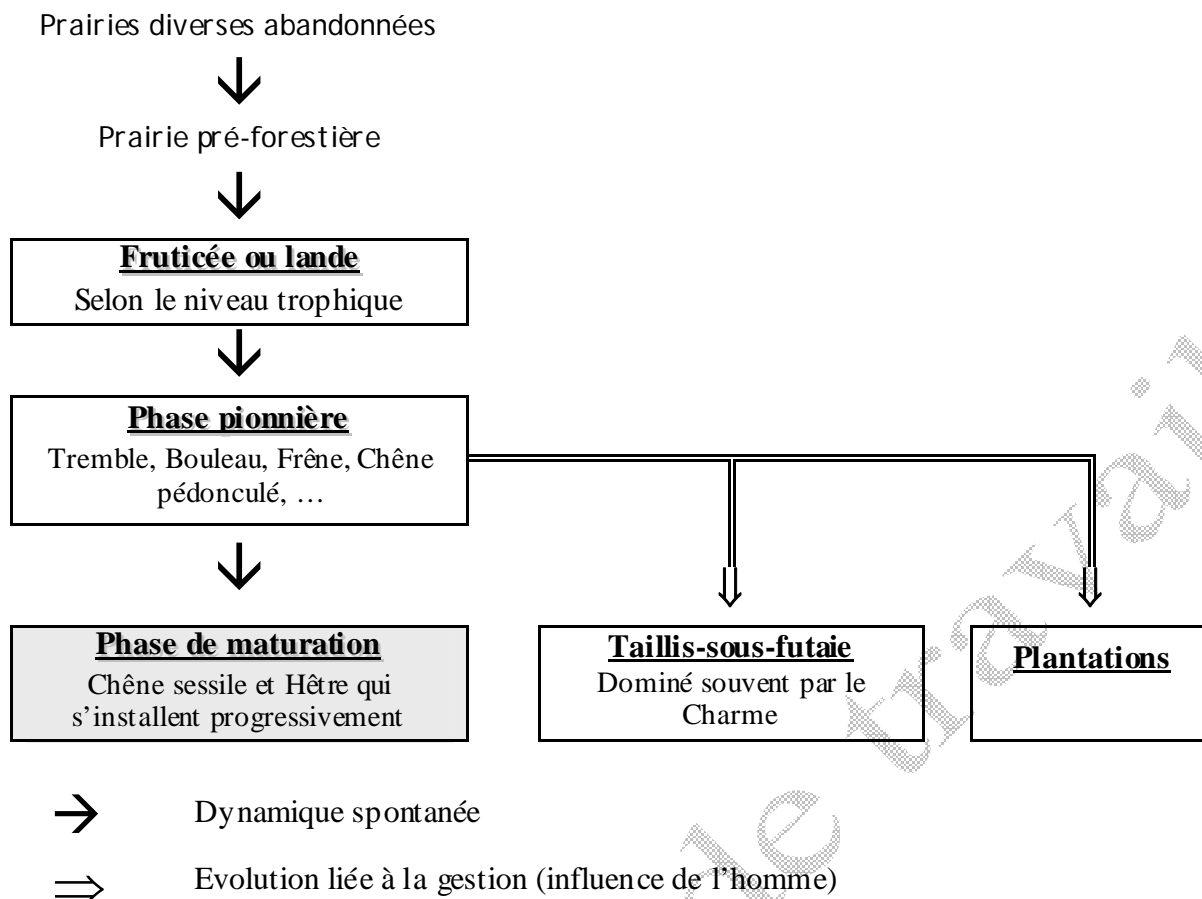 Prairies diverses abandonnées
Prairie pré-forestière
Fruticée ou lande
Selon le niveau trophique
Phase pionnière
Tremble, Bouleau, Frêne, Chêne
pédonculé, …
Phase de maturation
Chêne sessile et Hêtre qui
s’installent progressivement
Taillis-sous-futaie
Dominé souvent par le
Charme
Plantations
Dynamique spontanée
Evolution liée à la gestion (influence de l’homme)
de travail